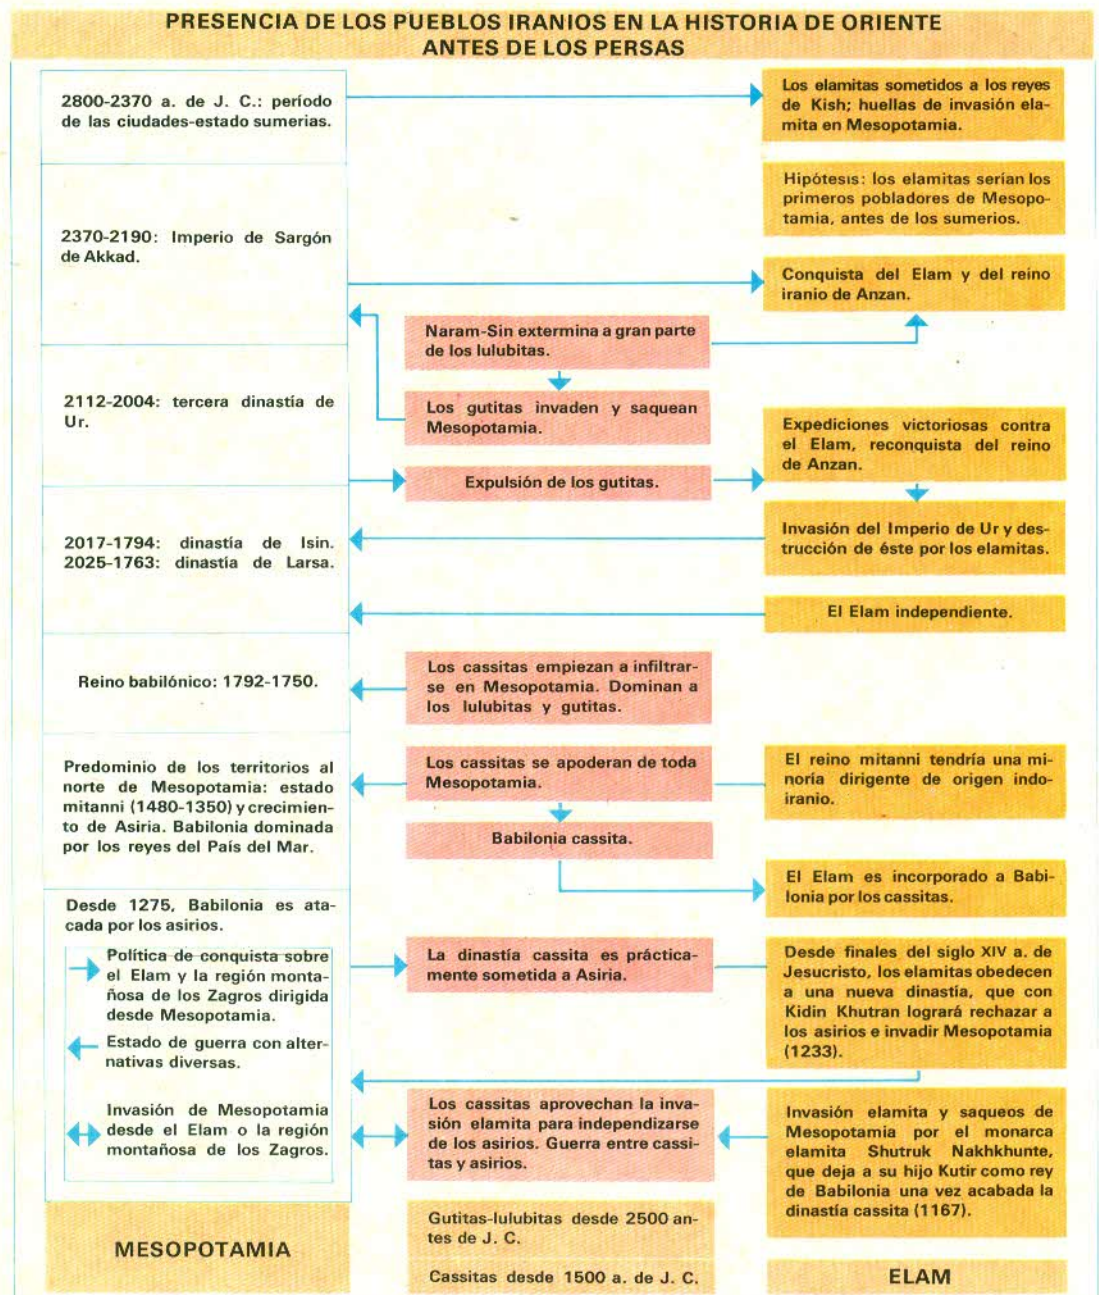 PRESENCIA DE LOS PUEBLOS IRANIOS EN LA HISTORIA DE ORIENTE
ANTES DE LOS PERSAS
2800-2370 a. de J. C.: período
de las ciudades-estado sumerias.
Los elamitas sometidos a los reyes
de Kish; huellas de invasión ela-
mita en Mesopotamia.
Hipótesis: los elamitas serían los
primeros pobladores de Mesopo-
tamia, antes de los sumerios.
2370-2190: Imperio de Sargón
de Akkad.
Conquista del Elam y del reino
iranio de Anzan.
Naram-Sin extermina a gran parte
de los lulubitas.
2112-2004: tercera dinastía de
Ur.
Los gutitas invaden y saquean
Mesopotamia.
Expediciones victoriosas contra
el Elam, reconquista del reino
de Anzan.
Expulsión de los gutitas.
2017-1794: dinastía de Isin.
2025-1763: dinastía de Larsa.
Invasión del Imperio de Ur y des-
trucción de éste por los elamitas.
El Elam independiente.
Reino babilónico: 1792-1750.
Los cassitas empiezan a infiltrar-
se en Mesopotamia. Dominan a
los lulubitas y gutitas.
Predominio de los territorios al
norte de Mesopotamia: estado
mitanni (1480-1350) y crecimien-
to de Asiria. Babilonia dominada
por los reyes del País del Mar.
Los cassitas se apoderan de toda
Mesopotamia.
El reino mitanni tendría una mi-
noría dirigente de origen indo-
iranio.
Babilonia cassita.
El Elam es incorporado a Babi-
lonia por los cassitas.
Desde 1275, Babilonia es ata-
cada por los asirios.
Política de conquista sobre
el Elam y la región monta-
ñosa de los Zagros dirigida
desde Mesopotamia.
Estado de guerra con alter-
nativas diversas.
Invasión de Mesopotamia
desde el Elam o la región
montañosa de los Zagros.
La dinastía cassita es práctica-
mente sometida a Asiria.
Desde finales del siglo XIV a. de
Jesucristo, los elamitas obedecen
a una nueva dinastía, que con
Kidin Khutran logrará rechazar a
los asirios e invadir Mesopotamia
(1233).
Los cassitas aprovechan la inva-
sión elamita para independizarse
de los asirios. Guerra entre cassi-
tas y asirios.
Invasión elamita y saqueos de
Mesopotamia por el monarca
elamita Shutruk Nakhkhunte,
que deja a su hijo Kutir como rey
de Babilonia una vez acabada la
dinastía cassita (1167).
MESOPOTAMIA
Gutitas-lulubitas desde 2500 an-
tes de J. C.
Cassitas desde 1500 a. de J. C.
ELAM